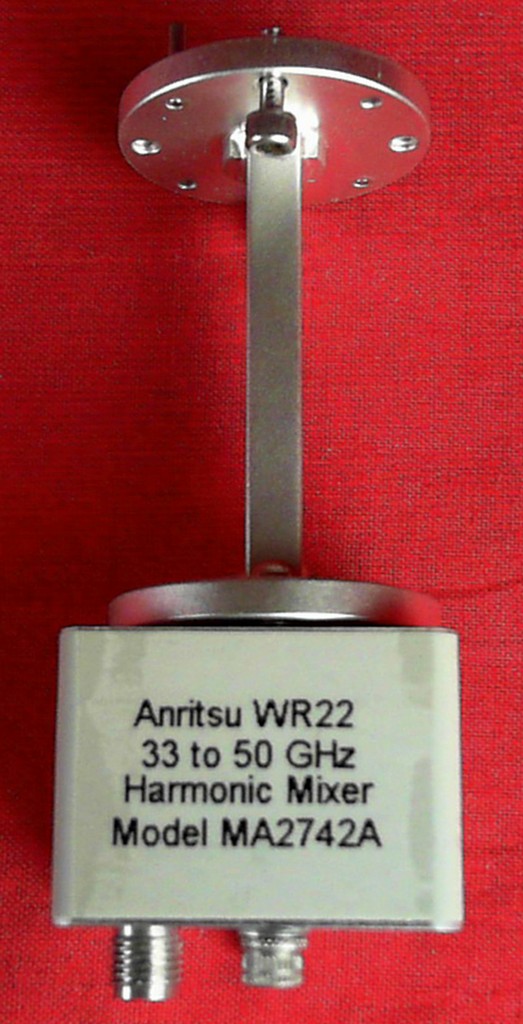 Anritsu WR22
33 to 50 GHz
Harmonic Mixer
Model MA2742A